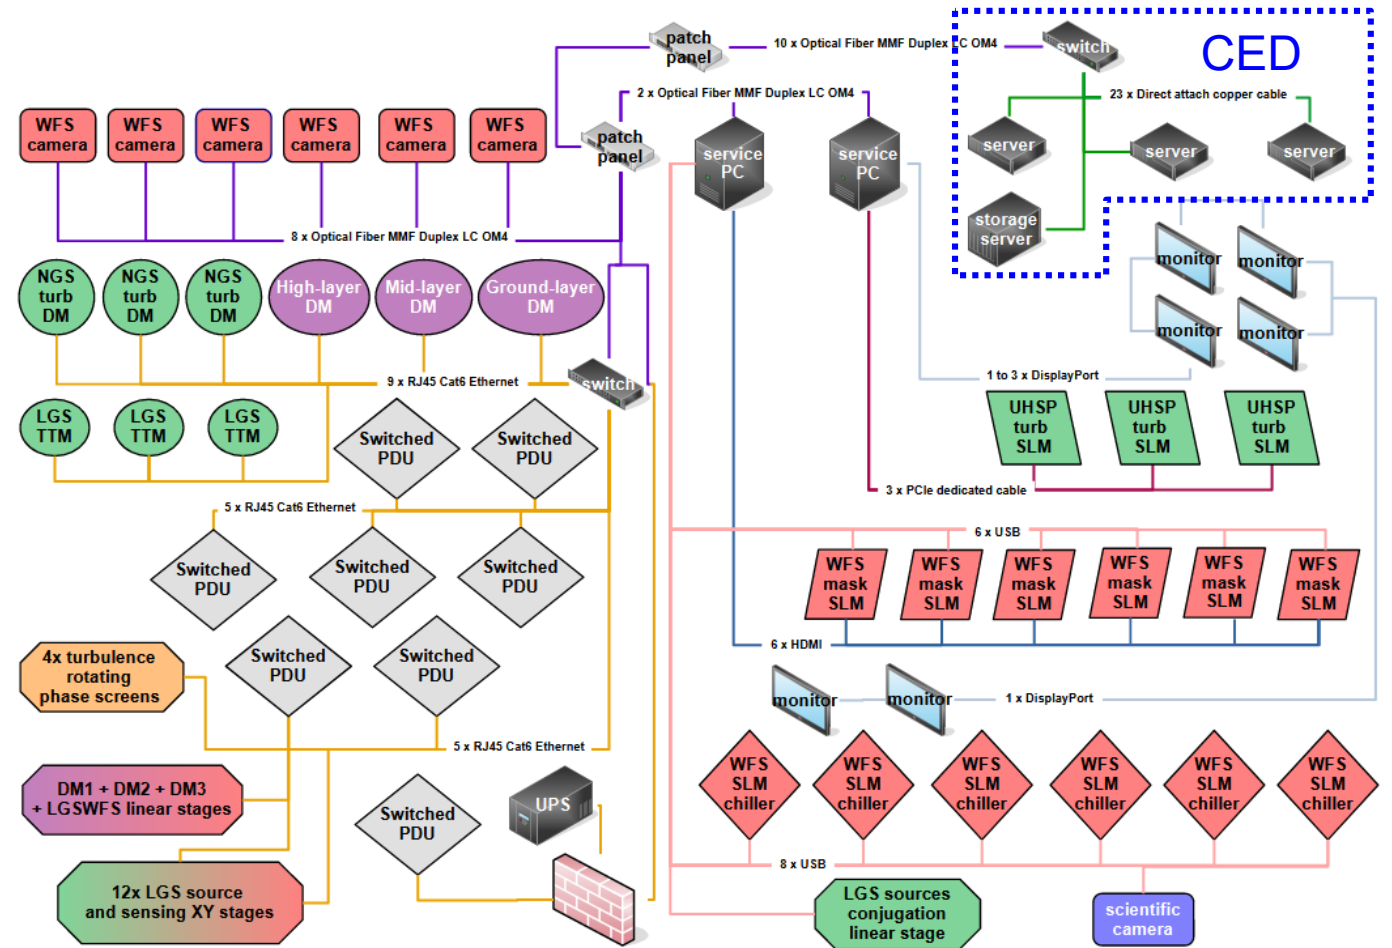 patch
panel
10 x Optical Fiber MMF Duplex LC OM4
switch
CED
2 x Optical Fiber MMF Duplex LC OM4
23 x Direct attach copper cable
WFS
camera
WFS
camera
WFS
camera
WFS
camera
WFS
camera
WFS
camera
patch
panel
service
PC
service
PC
server
server
server
storage
server
8 x Optical Fiber MMF Duplex LC OM4
NGS
turb
DM
NGS
turb
DM
NGS
turb
DM
High-layer
DM
Mid-layer
DM
Ground-layer
DM
monitor
monitor
monitor
monitor
9 x RJ45 Cat6 Ethernet
switch
1 to 3 x DisplayPort
LGS
TTM
LGS
TTM
LGS
TTM
Switched
PDU
Switched
PDU
UHSP
turb
SLM
UHSP
turb
SLM
UHSP
turb
SLM
3 x PCIe dedicated cable
5 x RJ45 Cat6 Ethernet
6 x USB
Switched
PDU
Switched
PDU
Switched
PDU
WFS
mask
SLM
WFS
mask
SLM
WFS
mask
SLM
WFS
mask
SLM
WFS
mask
SLM
WFS
mask
SLM
6 x HDMI
4x turbulence
rotating
phase screens
Switched
PDU
Switched
PDU
monitor
monitor
1 x DisplayPort
5 x RJ45 Cat6 Ethernet
DM1 + DM2 + DM3
+ LGSWFS linear stages
Switched
PDU
UPS
WFS
SLM
chiller
WFS
SLM
chiller
WFS
SLM
chiller
WFS
SLM
chiller
WFS
SLM
chiller
WFS
SLM
chiller
8 x USB
12x LGS source
and sensing XY stages
LGS sources
conjugation
linear stage
scientific
camera